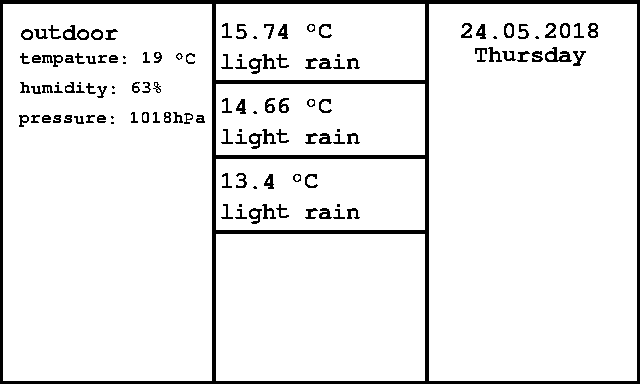 outdoor
tempature: 19 °C
humidity: 63%
pressure: 1018hPa
15.74 °C
light rain
14.66 °C
light rain
13.4 °C
light rain
24.05.2018
Thursday